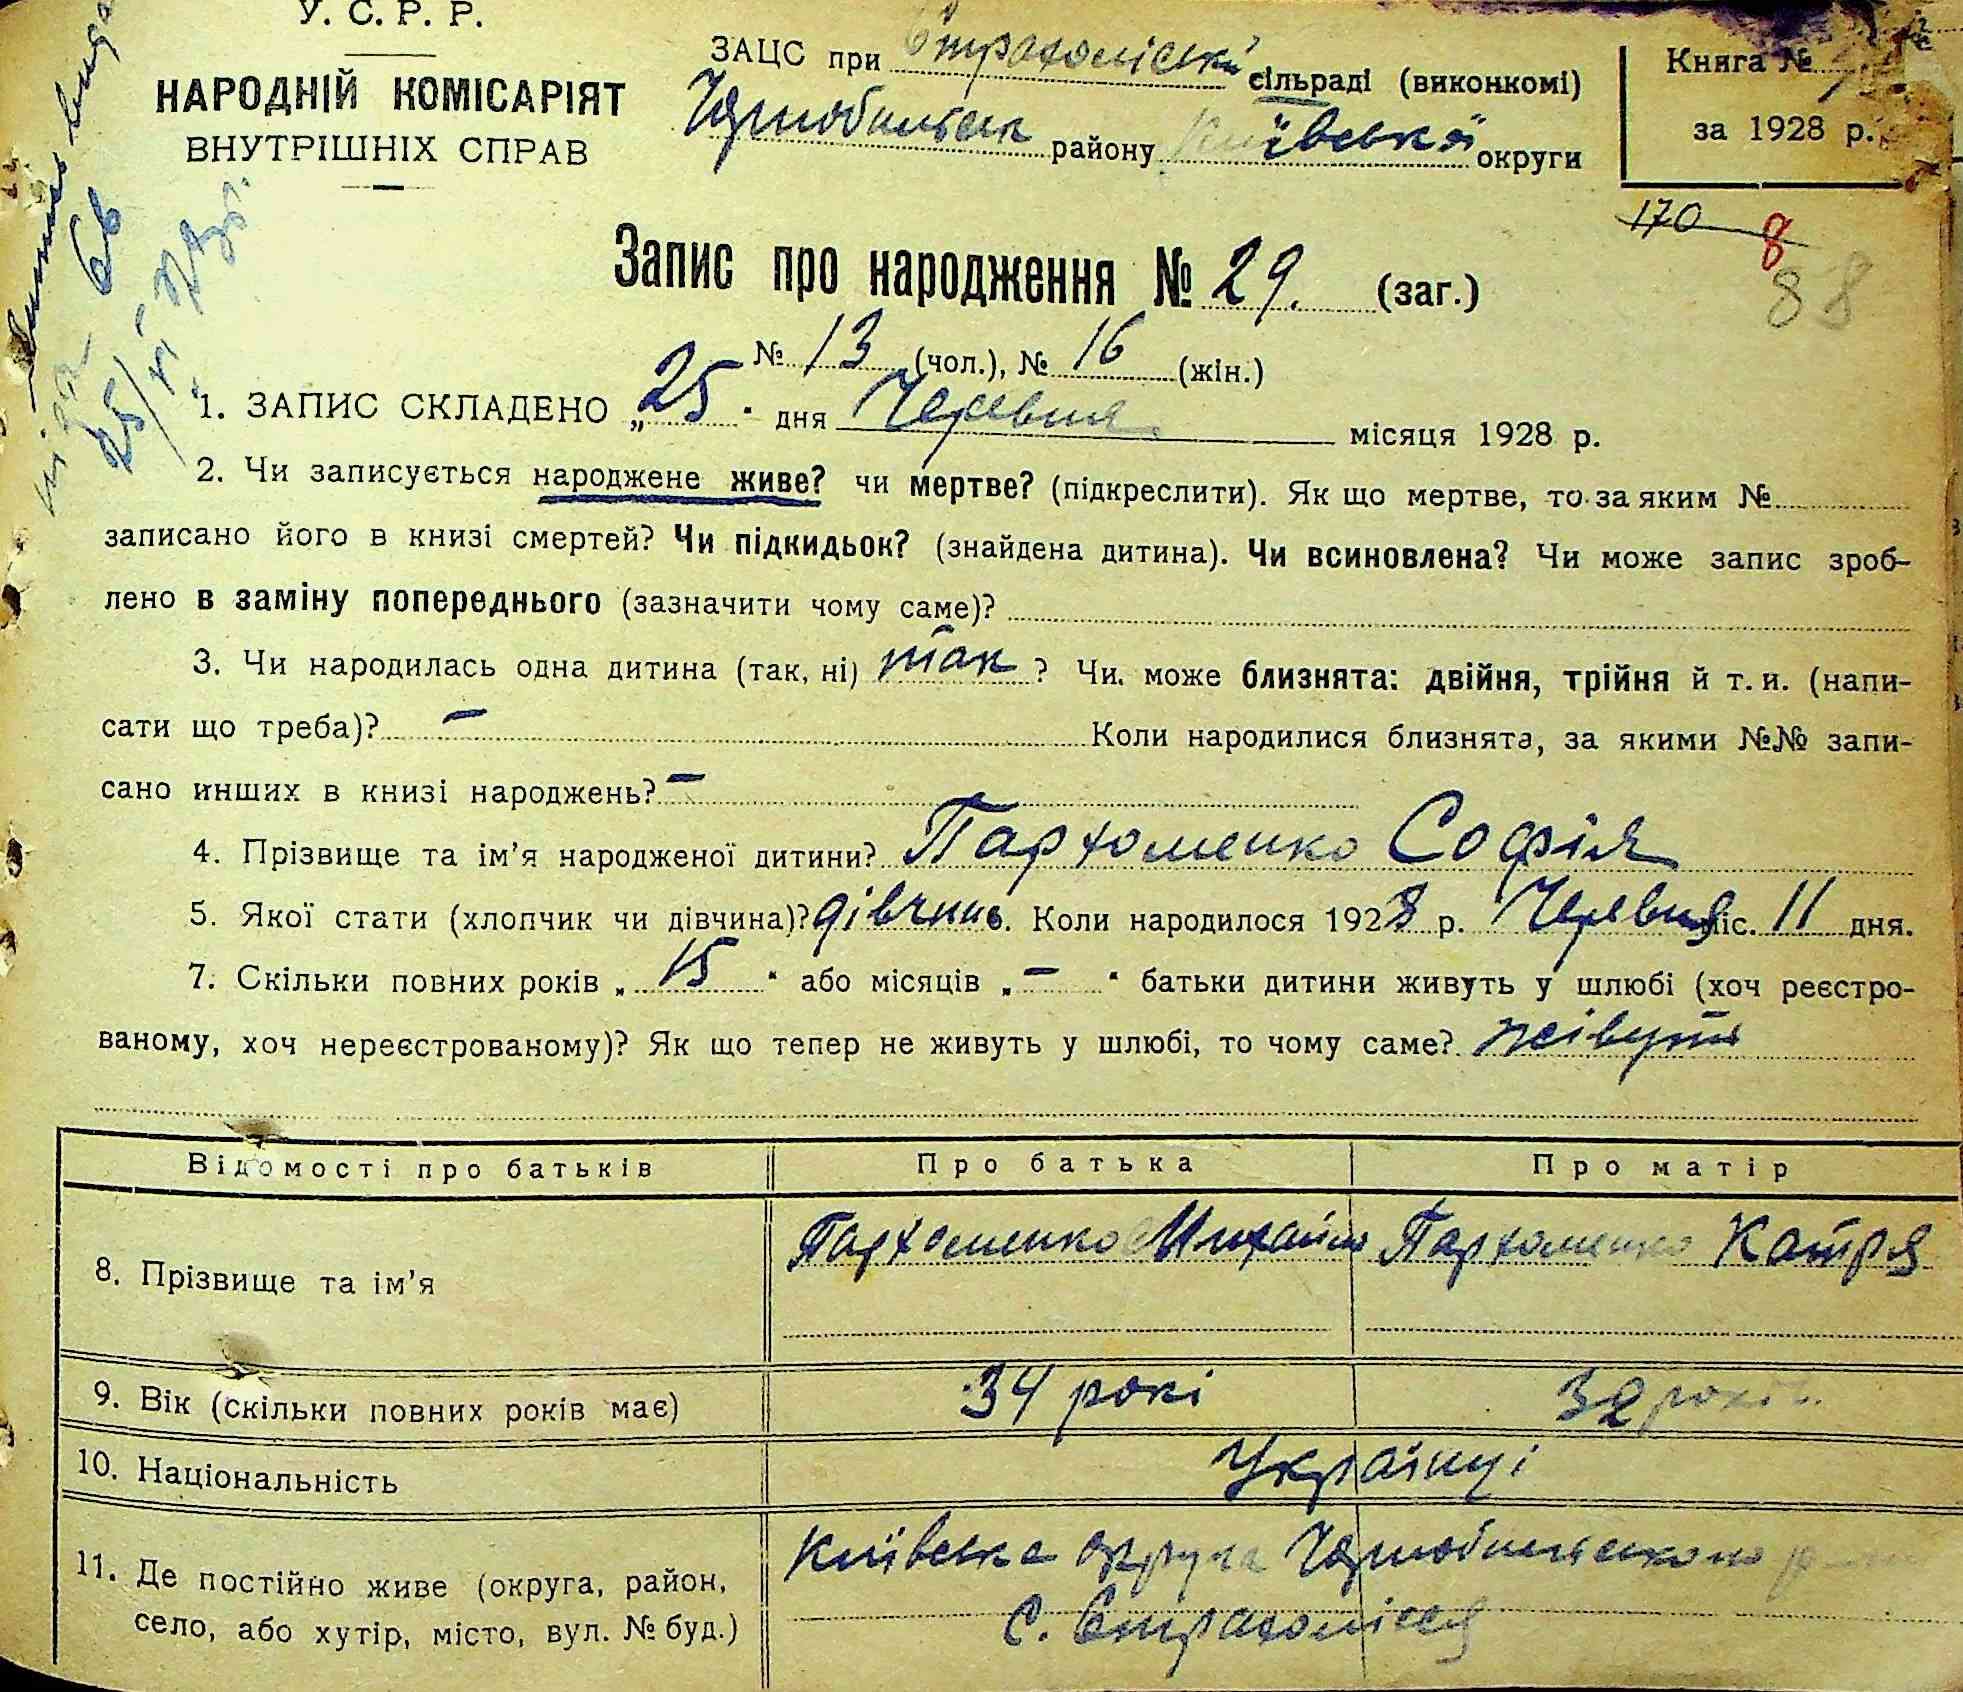 У. С. Р. Р.
НАРОДНІЙ КОМІСАРІЯТ
ВНУТРІШНІХ СПРАВ
ЗАЦС при Страхоліській сільраді (виконкомі)
Чорнобильськ району Київської округи
Книга №
за 1928 р.
170 8
88
Запис про народження № 29. (заг.)
№ 13 (чол.), № 16 (жін.)
1. ЗАПИС СКЛАДЕНО „25" дня Червня місяця 1928 р.
2. Чи записується народжене живе? чи мертве? (підкреслити). Як що мертве, то за яким №
записано його в книзі смертей? Чи підкидьок? (знайдена дитина). Чи всиновлена? Чи може запис зроб-
лено в заміну попереднього (зазначити чому саме)?
3. Чи народилась одна дитина (так, ні) так ? Чи може близнята: двійня, трійня й т. и. (напи-
сати що треба)? — Коли народилися близнята, за якими №№ запи-
сано инших в книзі народжень? —
4. Прізвище та ім'я народженої дитини? Пархоменко Софія
5. Якої стати (хлопчик чи дівчина)? дівчина. Коли народилося 1928 р. Червня міс. 11 дня.
7. Скільки повних років „ 15 " або місяців „ — " батьки дитини живуть у шлюбі (хоч реєстро-
ваному, хоч нереєстрованому)? Як що тепер не живуть у шлюбі, то чому саме? живуть
Відомості про батьків Про батька Про матір
8. Прізвище та ім'я Пархоменко Михайло Пархоменко Катря
9. Вік (скільки повних років має) 34 рокі 32 рокі
10. Національність Українці
11. Де постійно живе (округа, район, Київська округа Чорнобильського
село, або хутір, місто, вул. № буд.) С. Страхолісся